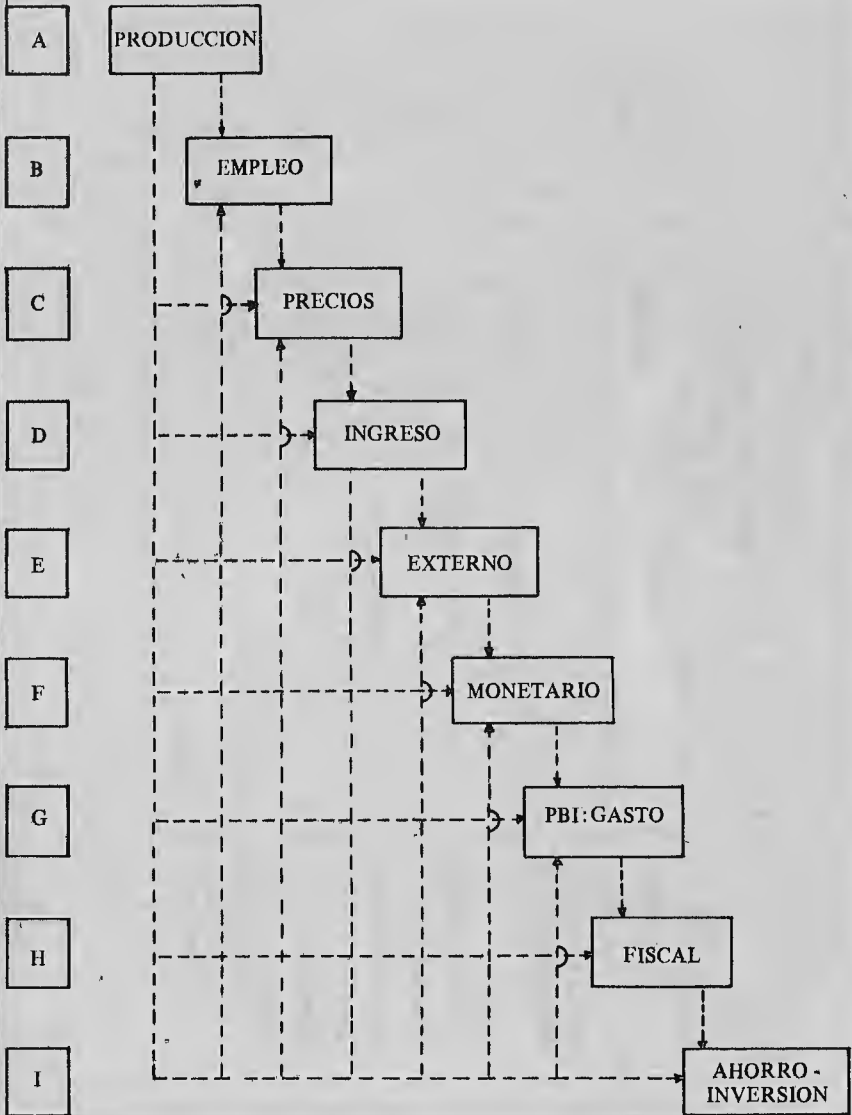 A
PRODUCCION
B
EMPLEO
C
PRECIOS
D
INGRESO
E
EXTERNO
F
MONETARIO
G
PBI: GASTO
H
FISCAL
I
AHORRO -
INVERSION